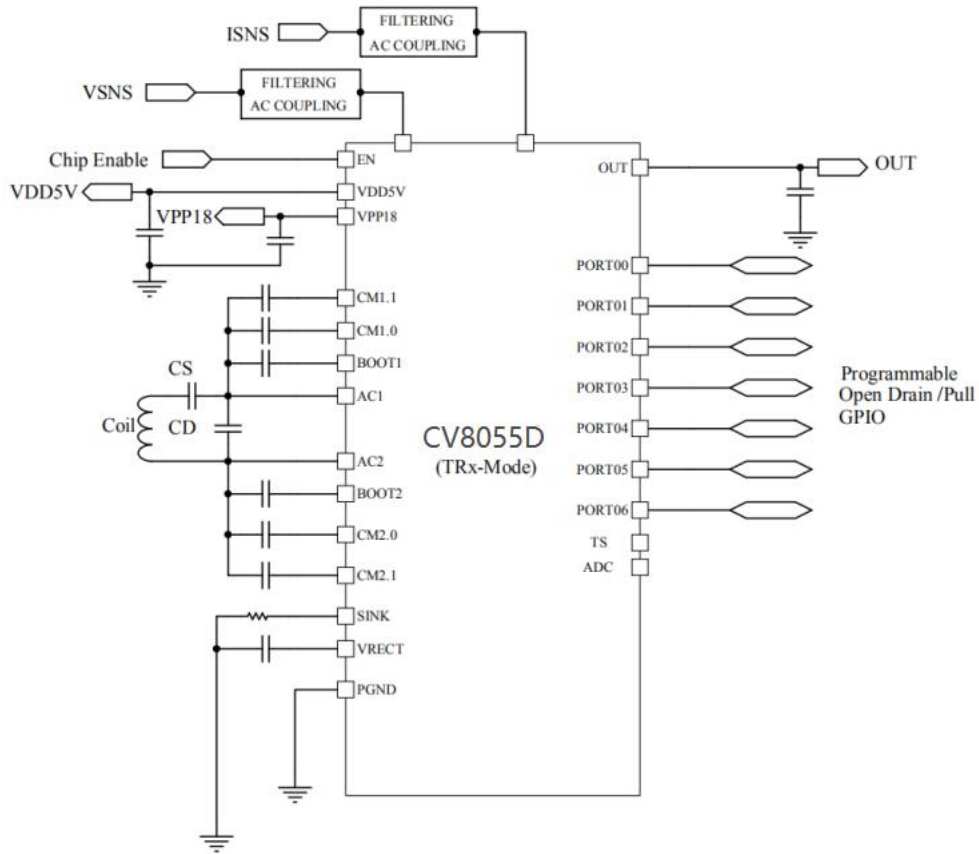 ISNS
FILTERING
AC COUPLING
VSNS
FILTERING
AC COUPLING
Chip Enable
EN
OUT
OUT
VDD5V
VDD5V
VPP18
VPP18
PORT00
CM1.1
PORT01
CM1.0
PORT02
BOOT1
CS
PORT03
AC1
Programmable
Open Drain /Pull
GPIO
Coil
CD
CV8055D
(TRx-Mode)
PORT04
AC2
PORT05
BOOT2
PORT06
CM2.0
TS
ADC
CM2.1
SINK
VRECT
PGND